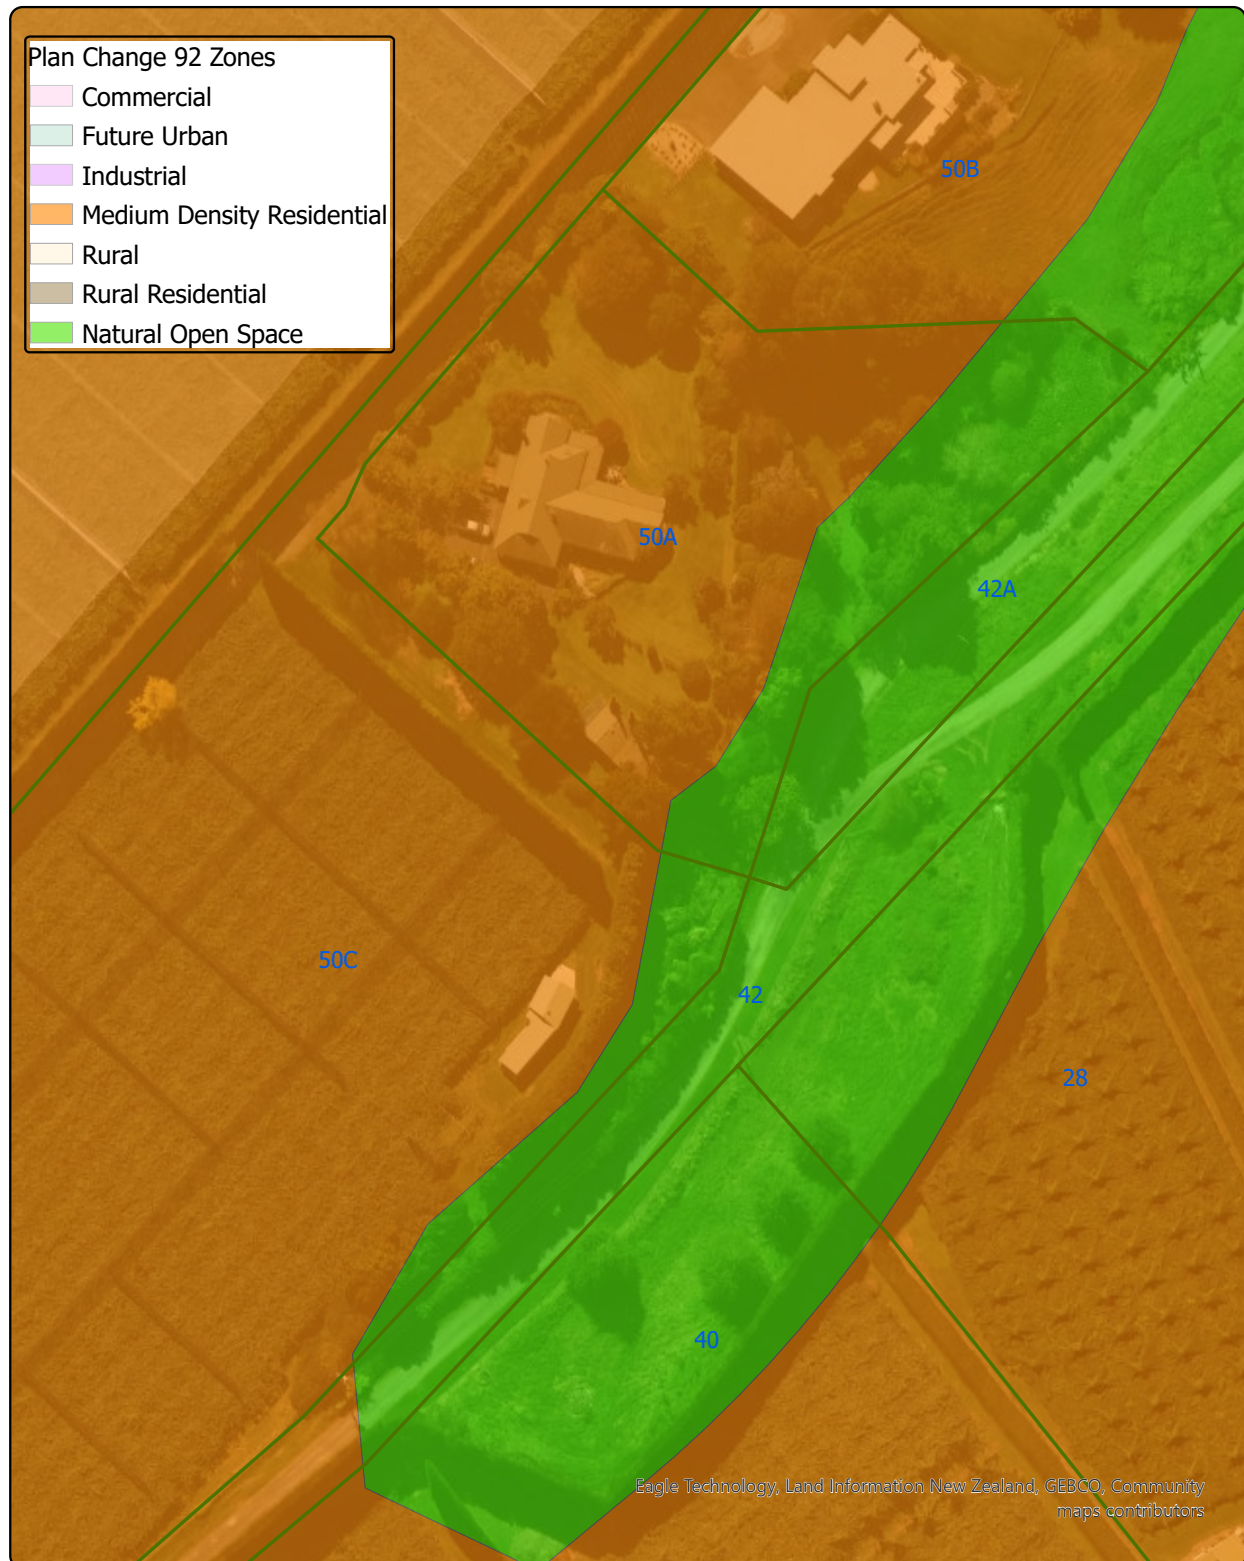 Plan Change 92 Zones
Commercial
Future Urban
Industrial
Medium Density Residential
Rural
Rural Residential
Natural Open Space
50B
50A
42A
50C
42
28
40
Eagle Technology, Land Information New Zealand, GEBCO, Community
maps contributors